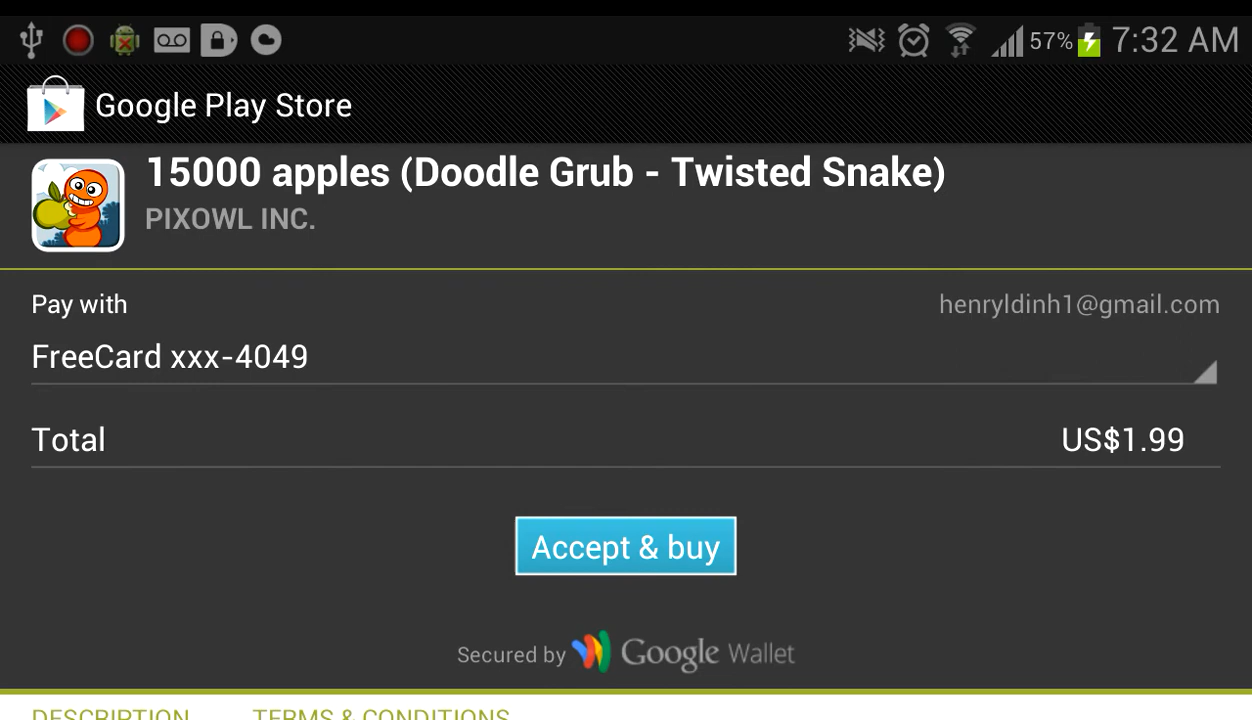 57% 7:32 AM
Google Play Store
15000 apples (Doodle Grub - Twisted Snake)
PIXOWL INC.
Pay with henryldinh1@gmail.com
FreeCard xxx-4049
Total US$1.99
Accept & buy
Secured by Google Wallet
DESCRIPTION TERMS & CONDITIONS